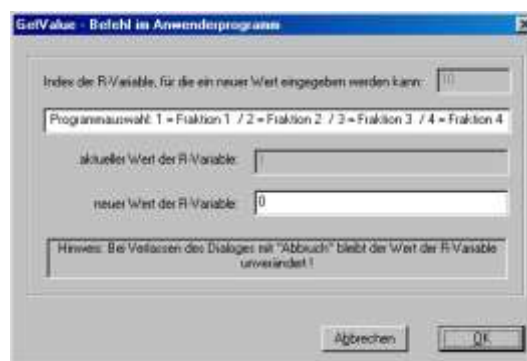 GetValue - Befehl im Anwenderprogramm
Index der R-Variable, für die ein neuer Wert eingegeben werden kann: 10
Programmauswahl: 1 = Fraktion 1 / 2 = Fraktion 2 / 3 = Fraktion 3 / 4 = Fraktion 4
aktueller Wert der R-Variable:
neuer Wert der R-Variable: 0
Hinweis: Bei Verlassen des Dialoges mit "Abbruch" bleibt der Wert der R-Variable
unverändert !
Abbrechen OK